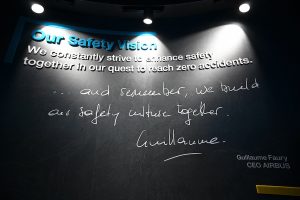 Our Safety Vision
We constantly strive to enhance safety
together in our quest to reach zero accidents.
... and remember, we build
our safety culture together.
Guillaume.
Guillaume Faury
CEO AIRBUS